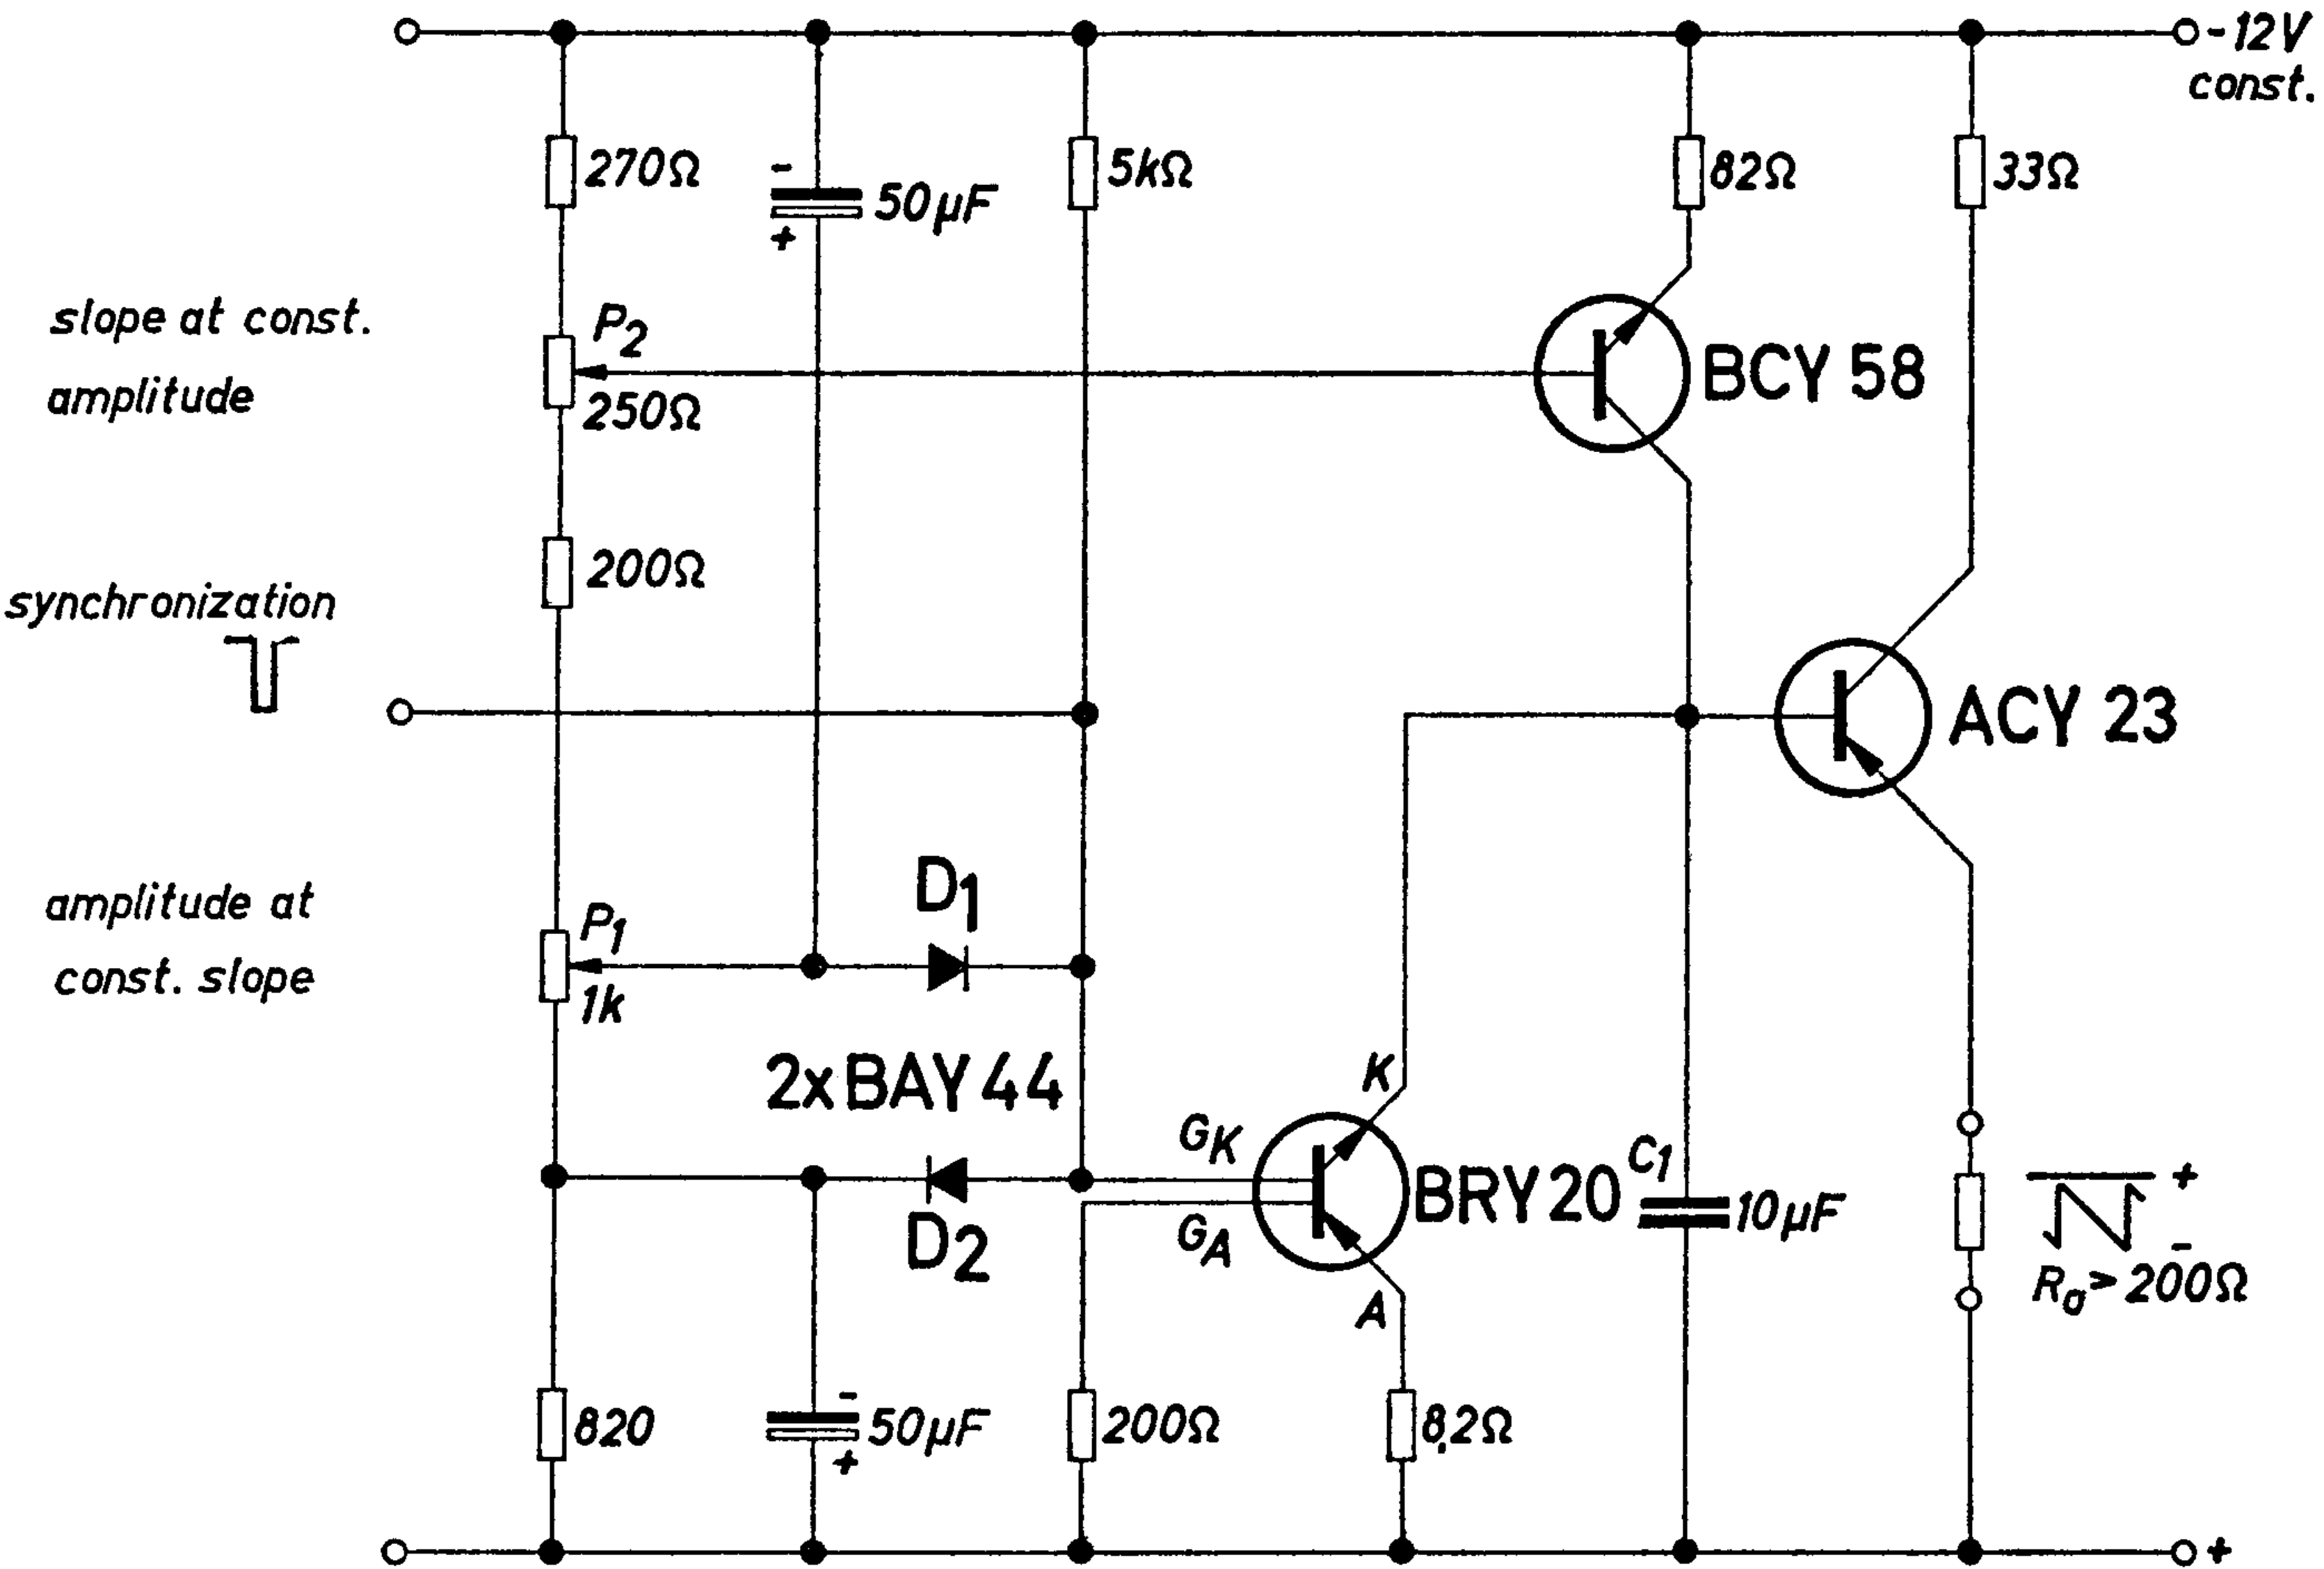 -12V
const.
270Ω
- 50µF
+
5kΩ
82Ω
33Ω
slope at const.
amplitude
P2
250Ω
BCY 58
200Ω
synchronization
ACY 23
amplitude at
const. slope
P1
1k
D1
2x BAY 44
D2
K
GK
GA
A
BRY 20
C1
10µF
+
-
Ro > 200Ω
820
-
50µF
+
200Ω
8,2Ω
+